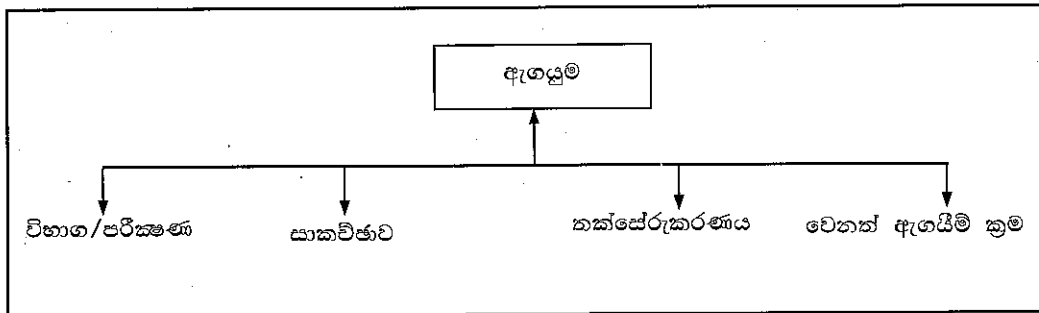 ඇගයුම
විභාග/පරීක්‍ෂණ
සාකච්ඡාව
තක්සේරුකරණය
වෙනත් ඇගයීම් ක්‍රම